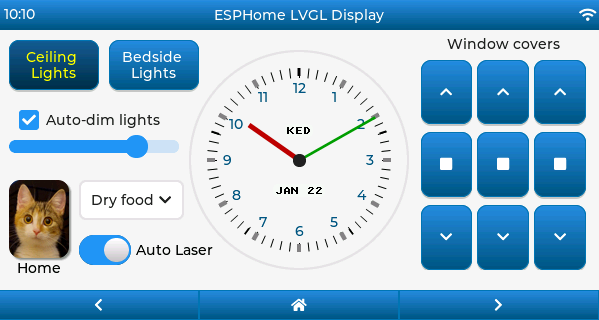 10:10
ESPHome LVGL Display
Ceiling
Lights
Bedside
Lights
Auto-dim lights
Dry food
Auto Laser
Home
12
1
2
3
4
5
6
7
8
9
10
11
KED
JAN 22
Window covers